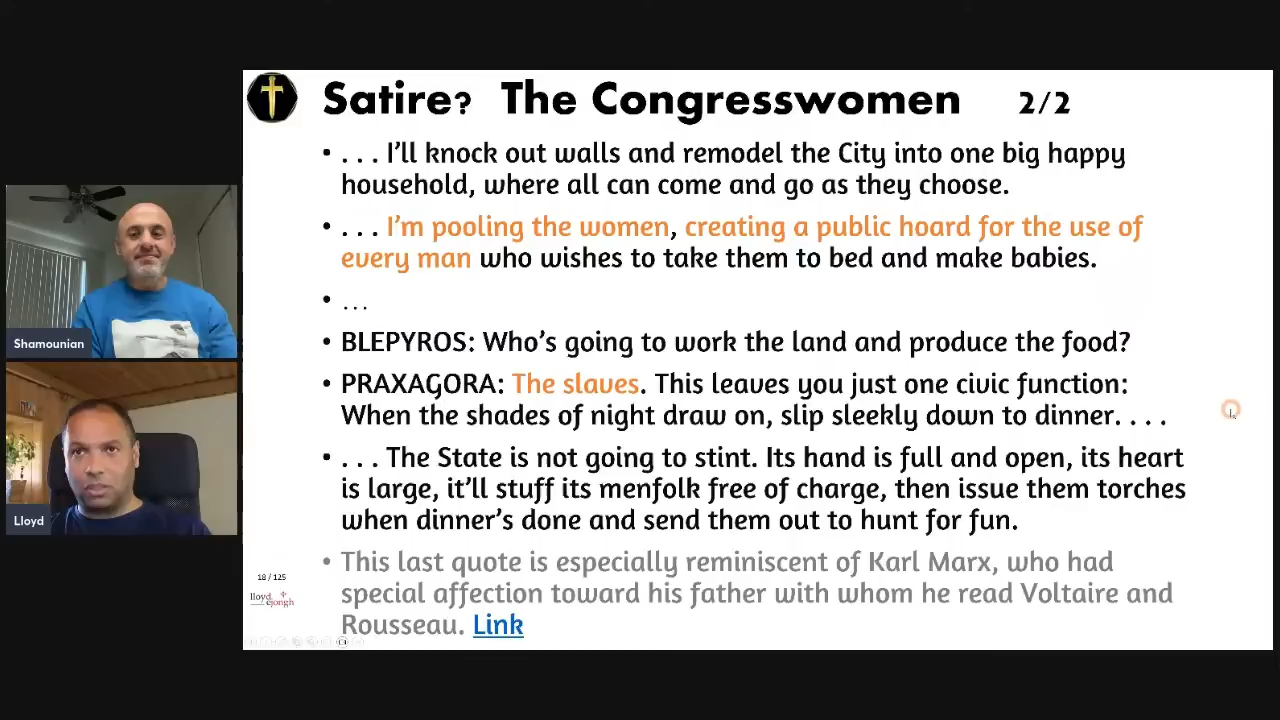 Satire? The Congresswomen 2/2
• . . . I'll knock out walls and remodel the City into one big happy
household, where all can come and go as they choose.
• . . . I'm pooling the women, creating a public hoard for the use of
every man who wishes to take them to bed and make babies.
• ...
• BLEPYROS: Who's going to work the land and produce the food?
• PRAXAGORA: The slaves. This leaves you just one civic function:
When the shades of night draw on, slip sleekly down to dinner. . . .
• . . . The State is not going to stint. Its hand is full and open, its heart
is large, it'll stuff its menfolk free of charge, then issue them torches
when dinner's done and send them out to hunt for fun.
• This last quote is especially reminiscent of Karl Marx, who had
special affection toward his father with whom he read Voltaire and
Rousseau. Link
Shamounian
Lloyd
18 / 125
lloyd
dejongh